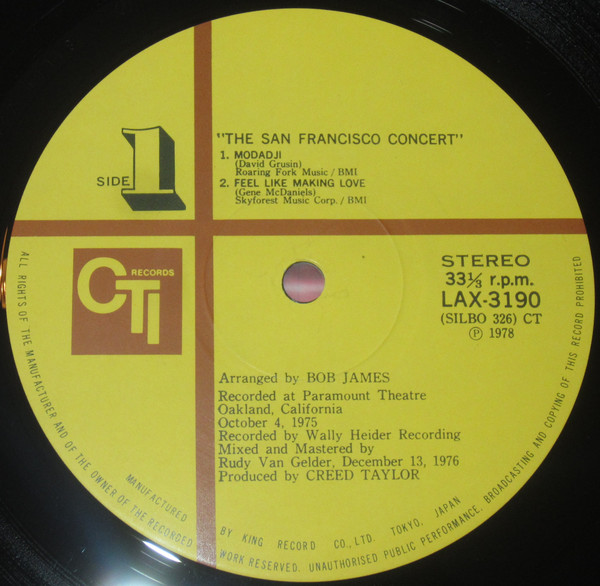 "THE SAN FRANCISCO CONCERT"
1. MODADJI
(David Grusin)
Roaring Fork Music / BMI
2. FEEL LIKE MAKING LOVE
(Gene McDaniels)
Skyforest Music Corp. / BMI
SIDE 1
CTI RECORDS
STEREO
33⅓ r.p.m.
LAX-3190
(SILBO 326) CT
Ⓟ 1978
Arranged by BOB JAMES
Recorded at Paramount Theatre
Oakland, California
October 4, 1975
Recorded by Wally Heider Recording
Mixed and Mastered by
Rudy Van Gelder, December 13, 1976
Produced by CREED TAYLOR
MANUFACTURED BY KING RECORD CO., LTD. TOKYO. JAPAN
ALL RIGHTS OF THE MANUFACTURER AND OF THE OWNER OF THE RECORDED WORK RESERVED. UNAUTHORISED PUBLIC PERFORMANCE. BROADCASTING AND COPYING OF THIS RECORD PROHIBITED